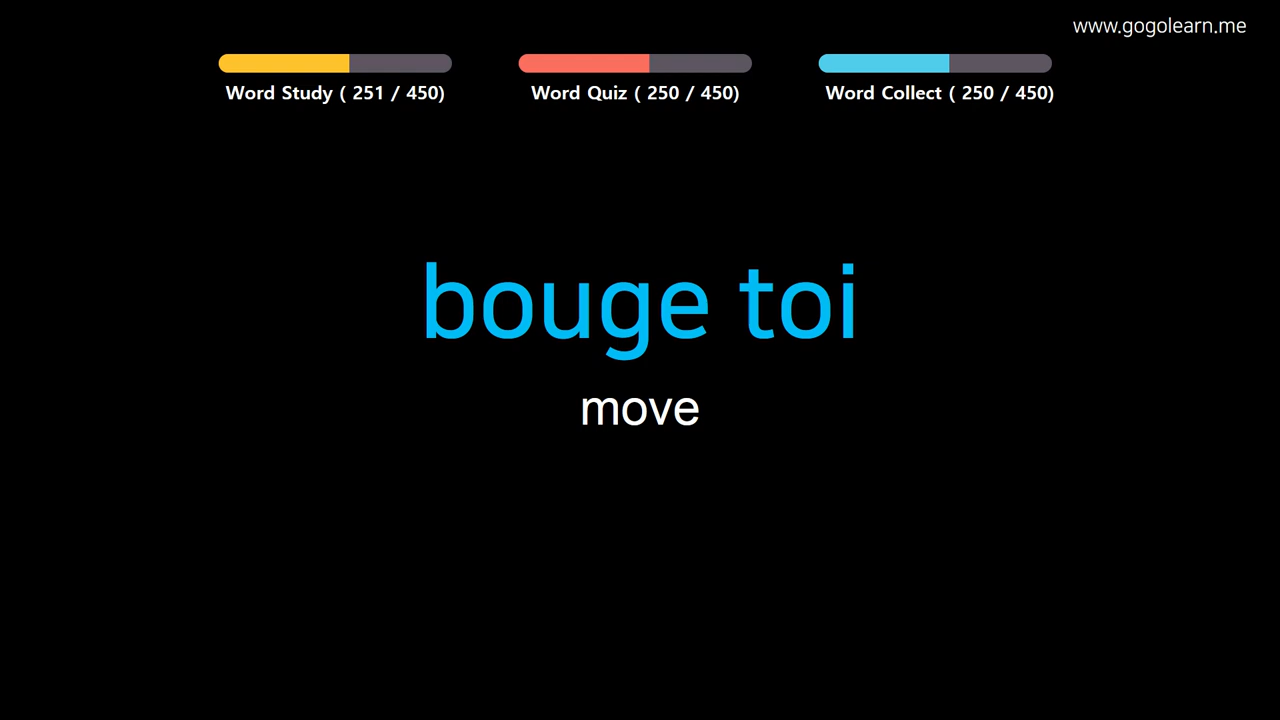 www.gogolearn.me
Word Study ( 251 / 450)
Word Quiz ( 250 / 450)
Word Collect ( 250 / 450)
bouge toi
move